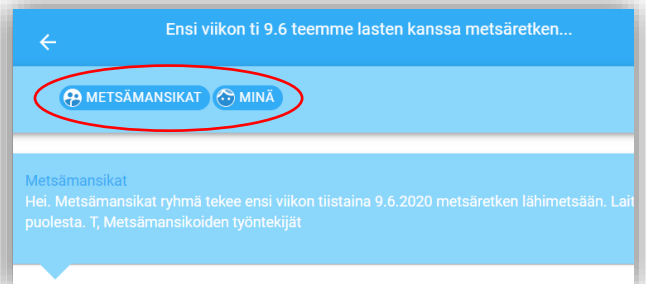 Ensi viikon ti 9.6 teemme lasten kanssa metsäretken...
METSÄMANSIKAT MINÄ
Metsämansikat
Hei. Metsämansikat ryhmä tekee ensi viikon tiistaina 9.6.2020 metsäretken lähimetsään. Lait
puolesta. T, Metsämansikoiden työntekijät